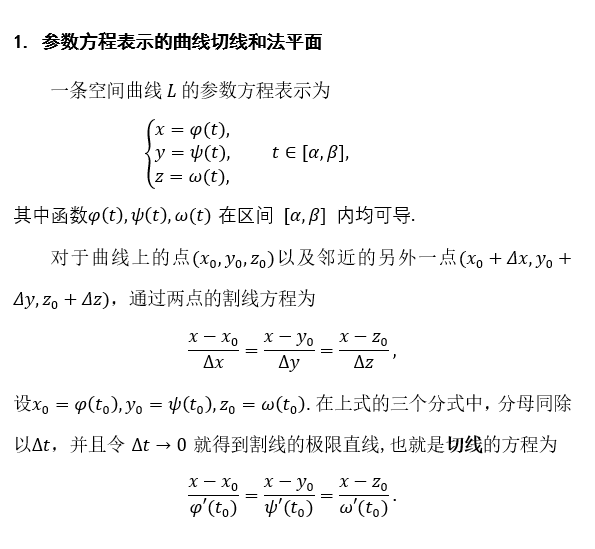 1. 参数方程表示的曲线切线和法平面
一条空间曲线 L 的参数方程表示为
{x = φ(t),
y = ψ(t),    t ∈ [α, β],
z = ω(t),
其中函数φ(t), ψ(t), ω(t) 在区间 [α, β] 内均可导.
对于曲线上的点(x₀, y₀, z₀)以及邻近的另外一点(x₀ + Δx, y₀ +
Δy, z₀ + Δz)，通过两点的割线方程为
(x − x₀)/Δx = (x − y₀)/Δy = (x − z₀)/Δz ,
设x₀ = φ(t₀), y₀ = ψ(t₀), z₀ = ω(t₀). 在上式的三个分式中，分母同除
以Δt，并且令 Δt → 0 就得到割线的极限直线, 也就是切线的方程为
(x − x₀)/φ′(t₀) = (x − y₀)/ψ′(t₀) = (x − z₀)/ω′(t₀) .